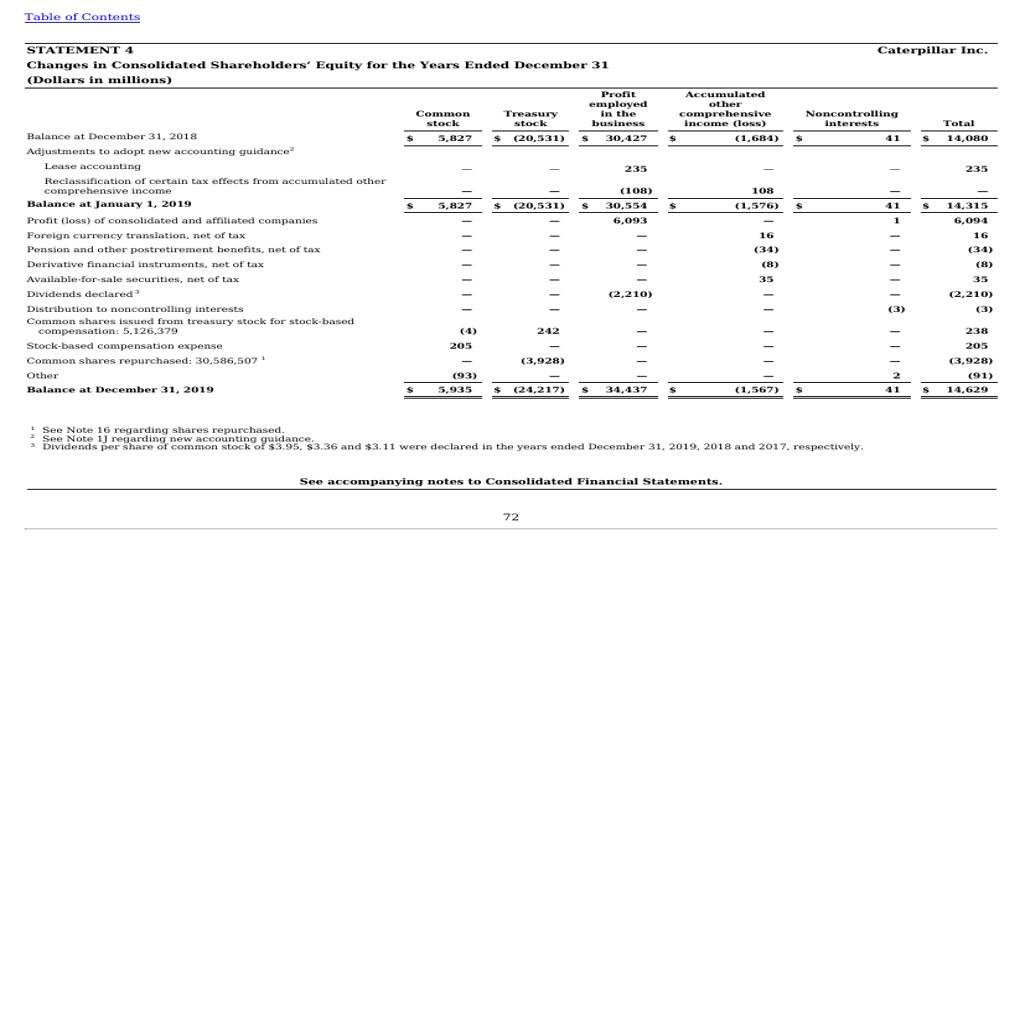 Table of Contents
STATEMENT 4 Caterpillar Inc.
Changes in Consolidated Shareholders’ Equity for the Years Ended December 31
(Dollars in millions)
Common stock Treasury stock Profit employed in the business Accumulated other comprehensive income (loss) Noncontrolling interests Total
Balance at December 31, 2018 $ 5,827 $ (20,531) $ 30,427 $ (1,684) $ 41 $ 14,080
Adjustments to adopt new accounting guidance²
Lease accounting — — 235 — — 235
Reclassification of certain tax effects from accumulated other
comprehensive income — — (108) 108 — —
Balance at January 1, 2019 $ 5,827 $ (20,531) $ 30,554 $ (1,576) $ 41 $ 14,315
Profit (loss) of consolidated and affiliated companies — — 6,093 — 1 6,094
Foreign currency translation, net of tax — — — 16 — 16
Pension and other postretirement benefits, net of tax — — — (34) — (34)
Derivative financial instruments, net of tax — — — (8) — (8)
Available-for-sale securities, net of tax — — — 35 — 35
Dividends declared ³ — — (2,210) — — (2,210)
Distribution to noncontrolling interests — — — — (3) (3)
Common shares issued from treasury stock for stock-based
compensation: 5,126,379 (4) 242 — — — 238
Stock-based compensation expense 205 — — — — 205
Common shares repurchased: 30,586,507 ¹ — (3,928) — — — (3,928)
Other (93) — — — 2 (91)
Balance at December 31, 2019 $ 5,935 $ (24,217) $ 34,437 $ (1,567) $ 41 $ 14,629
¹ See Note 16 regarding shares repurchased.
² See Note 1J regarding new accounting guidance.
³ Dividends per share of common stock of $3.95, $3.36 and $3.11 were declared in the years ended December 31, 2019, 2018 and 2017, respectively.
See accompanying notes to Consolidated Financial Statements.
72